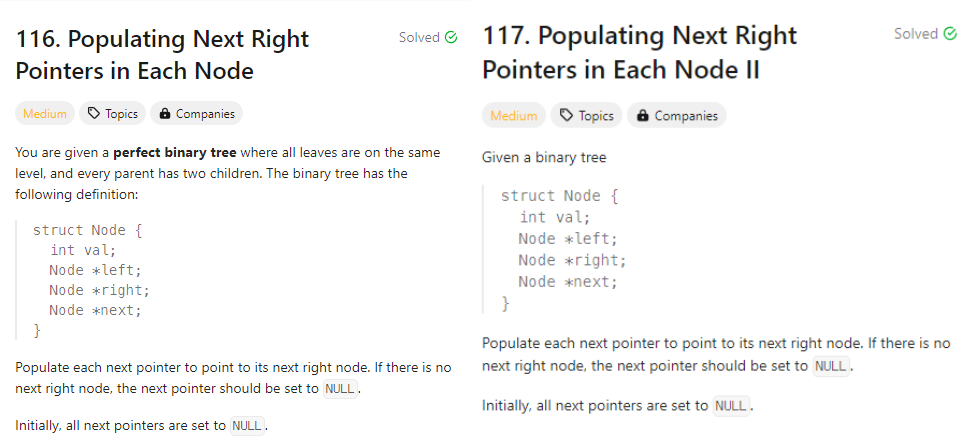 116. Populating Next Right
Pointers in Each Node
Solved
Medium
Topics
Companies
You are given a perfect binary tree where all leaves are on the same
level, and every parent has two children. The binary tree has the
following definition:
struct Node {
int val;
Node *left;
Node *right;
Node *next;
}
Populate each next pointer to point to its next right node. If there is no
next right node, the next pointer should be set to NULL.
Initially, all next pointers are set to NULL.
117. Populating Next Right
Pointers in Each Node II
Solved
Medium
Topics
Companies
Given a binary tree
struct Node {
int val;
Node *left;
Node *right;
Node *next;
}
Populate each next pointer to point to its next right node. If there is no
next right node, the next pointer should be set to NULL.
Initially, all next pointers are set to NULL.